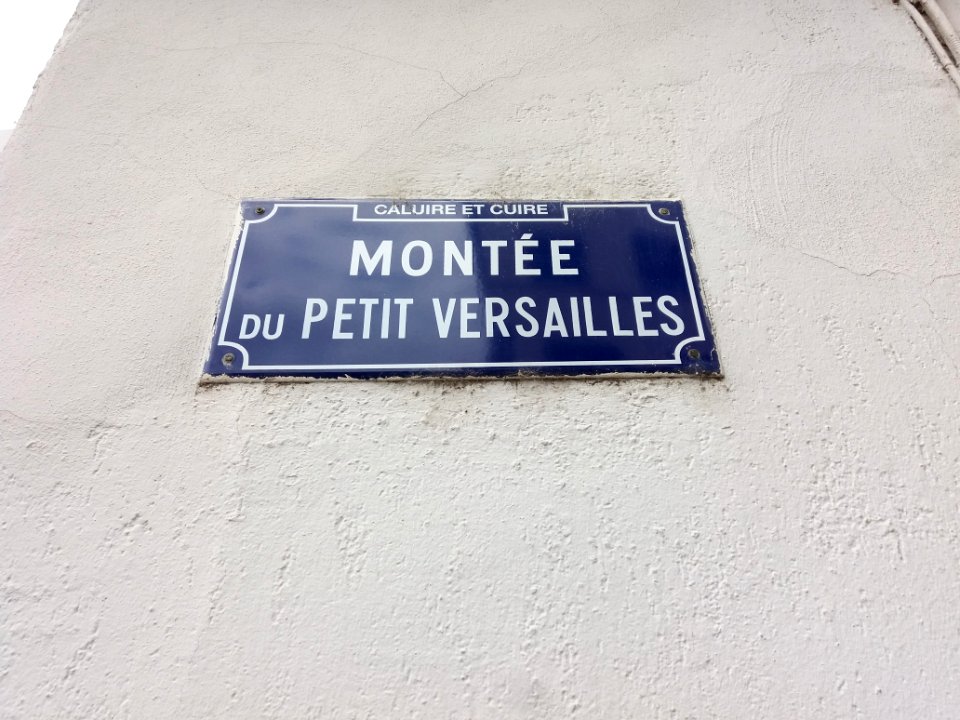 CALUIRE ET CUIRE
MONTÉE
DU PETIT VERSAILLES